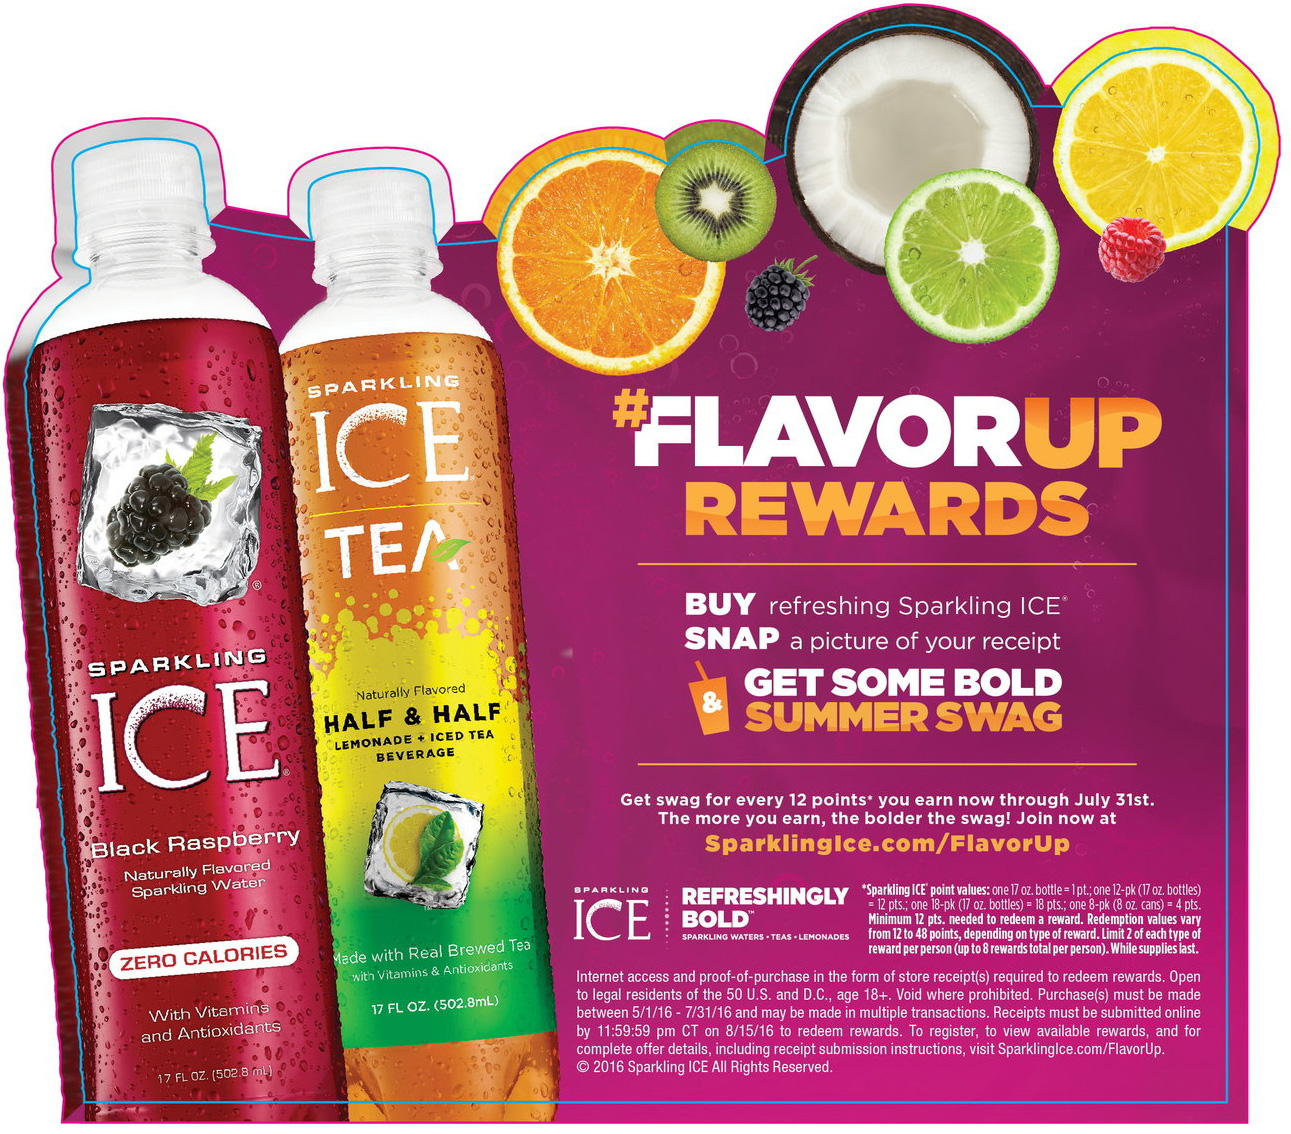 SPARKLING
ICE
Black Raspberry
Naturally Flavored
Sparkling Water
ZERO CALORIES
With Vitamins
and Antioxidants
17 FL OZ. (502.8 mL)
SPARKLING
ICE
TEA
Naturally Flavored
HALF & HALF
LEMONADE + ICED TEA
BEVERAGE
Made with Real Brewed Tea
with Vitamins & Antioxidants
17 FL OZ. (502.8mL)
#FLAVORUP
REWARDS
BUY refreshing Sparkling ICE®
SNAP a picture of your receipt
& GET SOME BOLD
SUMMER SWAG
Get swag for every 12 points* you earn now through July 31st.
The more you earn, the bolder the swag! Join now at
SparklingIce.com/FlavorUp
SPARKLING
ICE
REFRESHINGLY
BOLD™
SPARKLING WATERS • TEAS • LEMONADES
*Sparkling ICE® point values: one 17 oz. bottle = 1 pt.; one 12-pk (17 oz. bottles)
= 12 pts.; one 18-pk (17 oz. bottles) = 18 pts.; one 8-pk (8 oz. cans) = 4 pts.
Minimum 12 pts. needed to redeem a reward. Redemption values vary
from 12 to 48 points, depending on type of reward. Limit 2 of each type of
reward per person (up to 8 rewards total per person). While supplies last.
Internet access and proof-of-purchase in the form of store receipt(s) required to redeem rewards. Open
to legal residents of the 50 U.S. and D.C., age 18+. Void where prohibited. Purchase(s) must be made
between 5/1/16 - 7/31/16 and may be made in multiple transactions. Receipts must be submitted online
by 11:59:59 pm CT on 8/15/16 to redeem rewards. To register, to view available rewards, and for
complete offer details, including receipt submission instructions, visit SparklingIce.com/FlavorUp.
© 2016 Sparkling ICE All Rights Reserved.